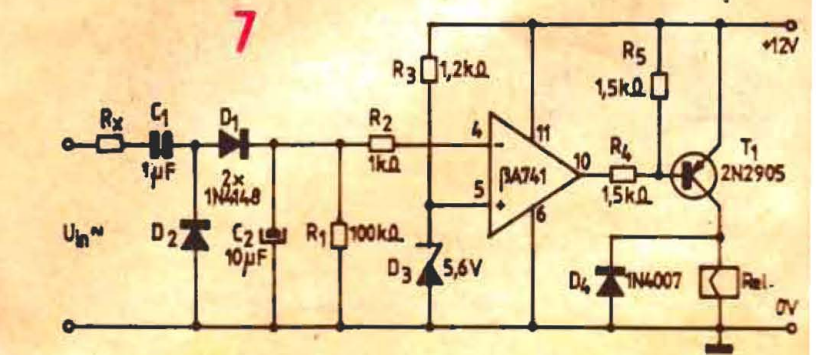 7
+12V
R3
1,2kΩ
R5
1,5kΩ
Rx
C1
1µF
D1
2x
1N4148
R2
1kΩ
4
-
11
βA741
10
R4
1,5kΩ
T1
2N2905
5
+
6
Uin~
D2
C2
10µF
R1
100kΩ
D3
5,6V
D4
1N4007
Rel.
0V